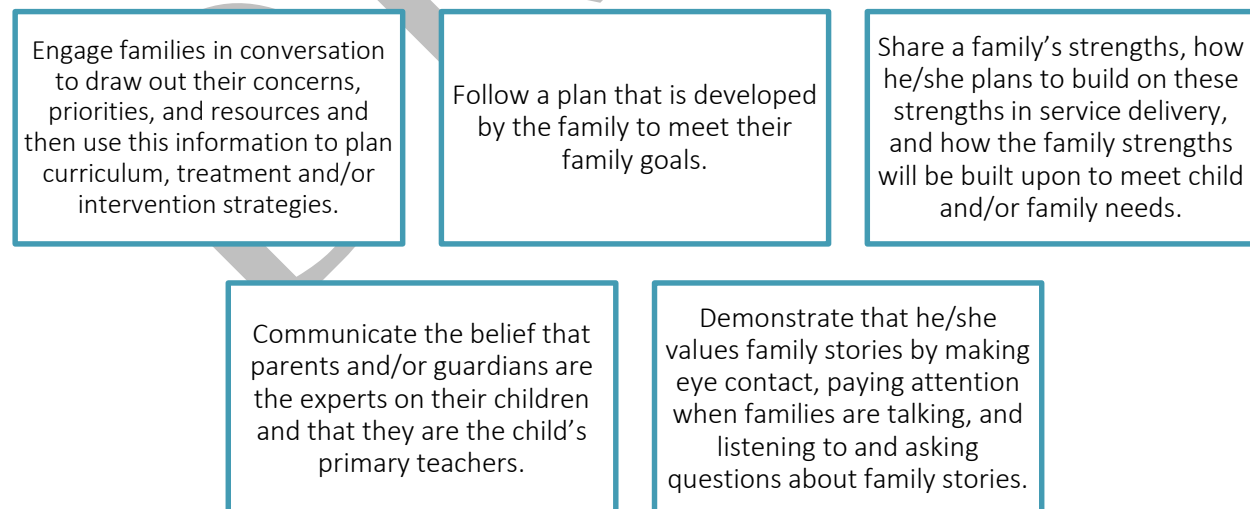 Engage families in conversation
to draw out their concerns,
priorities, and resources and
then use this information to plan
curriculum, treatment and/or
intervention strategies.
Follow a plan that is developed
by the family to meet their
family goals.
Share a family’s strengths, how
he/she plans to build on these
strengths in service delivery,
and how the family strengths
will be built upon to meet child
and/or family needs.
Communicate the belief that
parents and/or guardians are
the experts on their children
and that they are the child’s
primary teachers.
Demonstrate that he/she
values family stories by making
eye contact, paying attention
when families are talking, and
listening to and asking
questions about family stories.